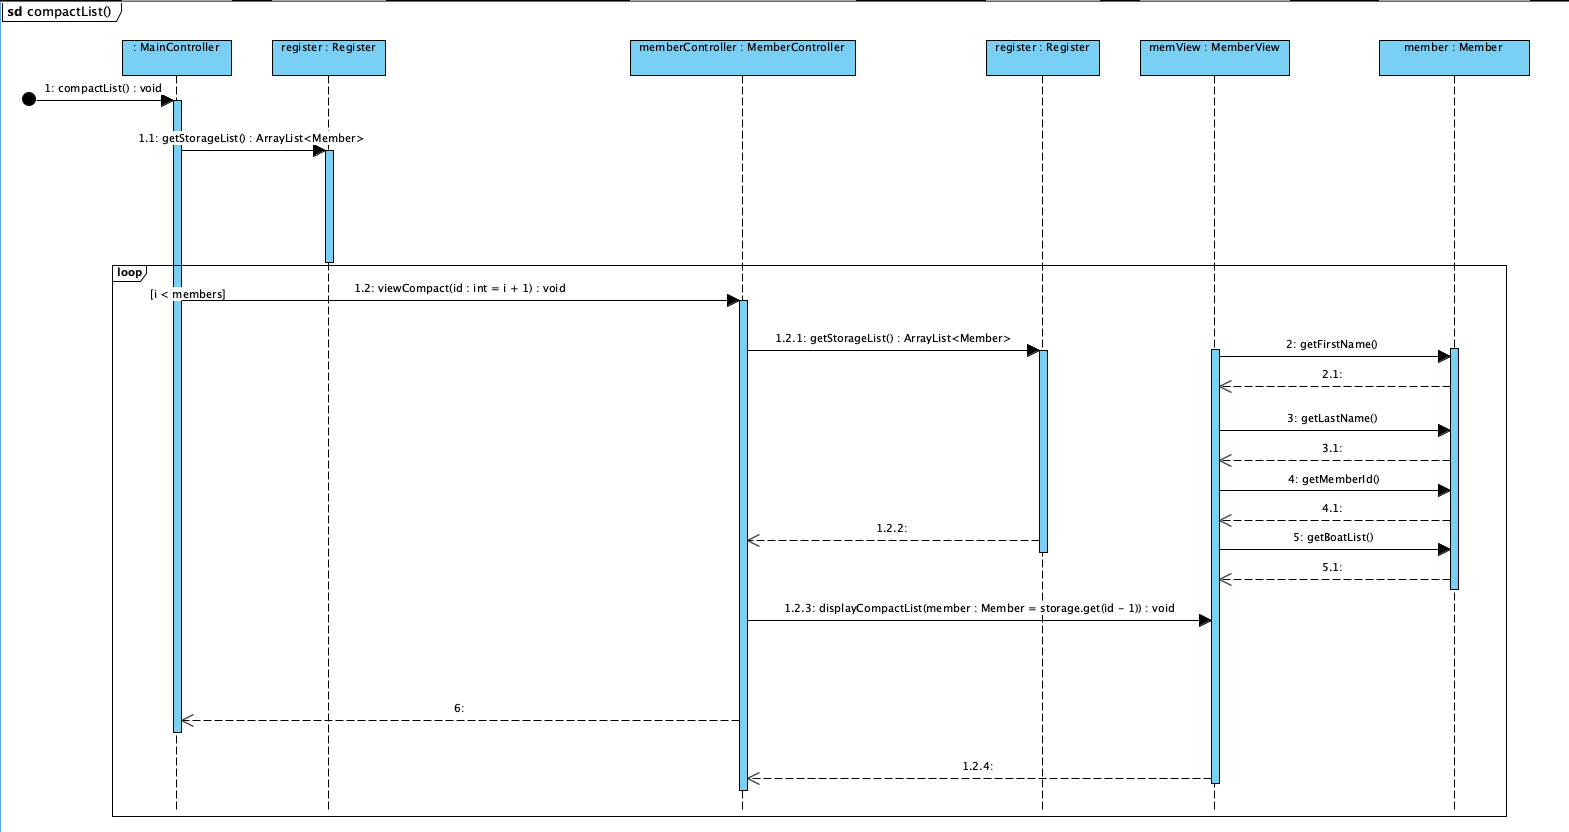 sd compactList()
: MainController
register : Register
memberController : MemberController
register : Register
memView : MemberView
member : Member
1: compactList() : void
1.1: getStorageList() : ArrayList<Member>
loop
[i < members]
1.2: viewCompact(id : int = i + 1) : void
1.2.1: getStorageList() : ArrayList<Member>
2: getFirstName()
2.1:
3: getLastName()
3.1:
4: getMemberId()
4.1:
1.2.2:
5: getBoatList()
5.1:
1.2.3: displayCompactList(member : Member = storage.get(id - 1)) : void
6:
1.2.4: